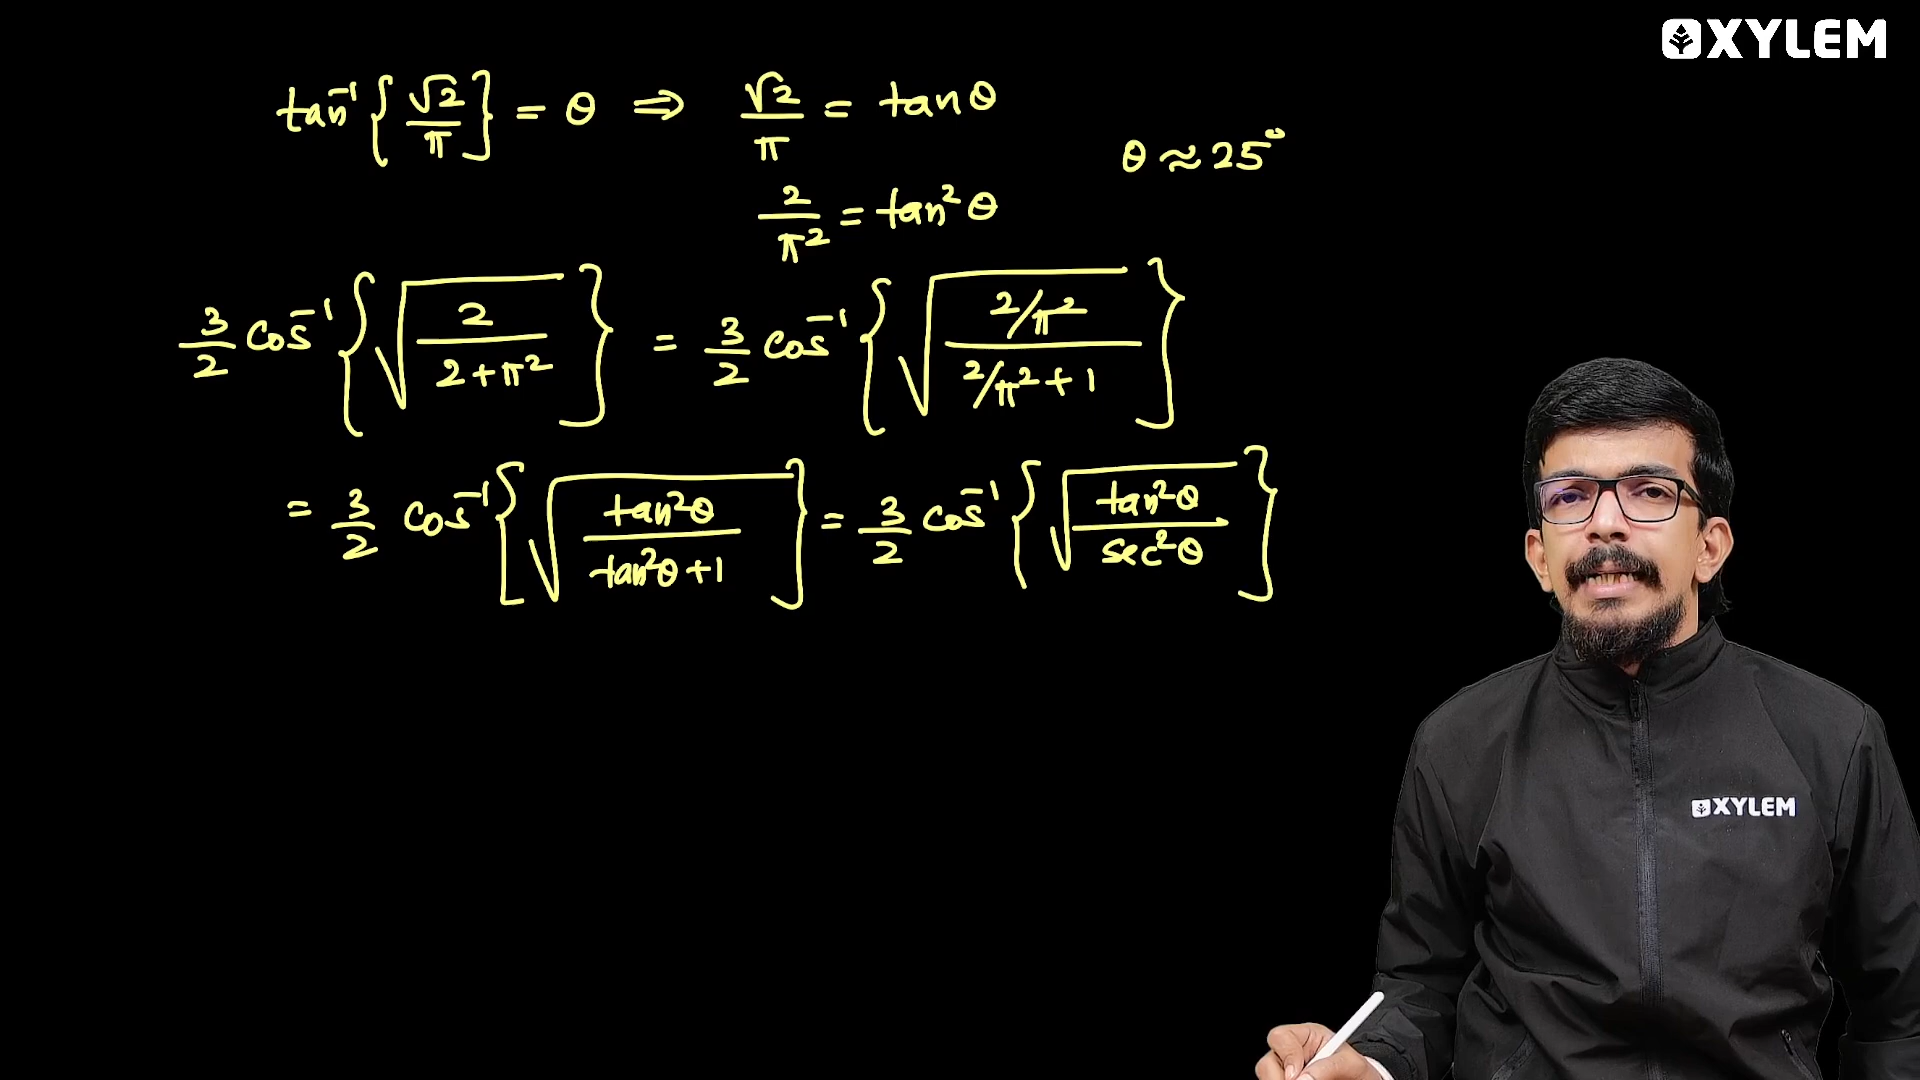 XYLEM
tan⁻¹{√2/π} = θ ⇒ √2/π = tanθ
θ ≈ 25°
2/π² = tan²θ
3/2 cos⁻¹{√(2/(2+π²))} = 3/2 cos⁻¹{√((2/π²)/(2/π²+1))}
= 3/2 cos⁻¹{√(tan²θ/(tan²θ+1))} = 3/2 cos⁻¹{√(tan²θ/sec²θ)}
XYLEM